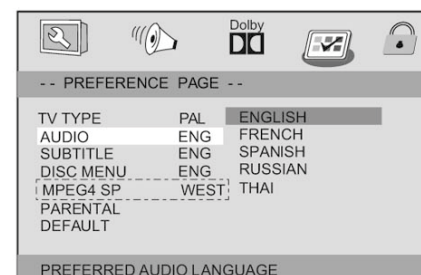 Dolby
-- PREFERENCE PAGE --
TV TYPE PAL ENGLISH
AUDIO ENG FRENCH
SUBTITLE ENG SPANISH
DISC MENU ENG RUSSIAN
MPEG4 SP WEST THAI
PARENTAL
DEFAULT
PREFERRED AUDIO LANGUAGE